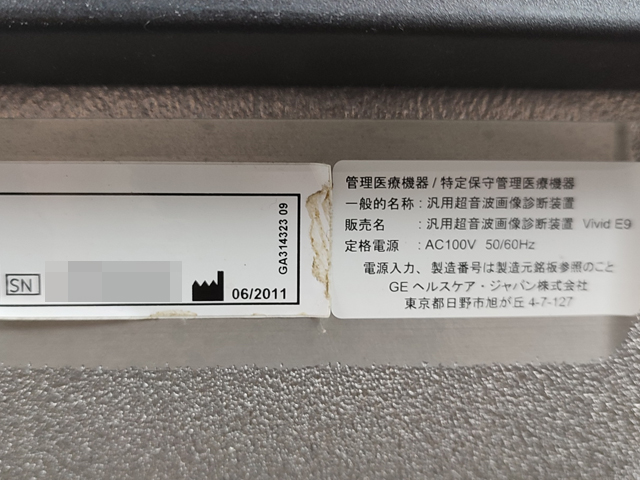 GA314323 09
SN
06/2011
管理医療機器 / 特定保守管理医療機器
一般的名称 : 汎用超音波画像診断装置
販売名 : 汎用超音波画像診断装置 Vivid E9
定格電源 : AC100V 50/60Hz
電源入力、製造番号は製造元銘板参照のこと
GE ヘルスケア・ジャパン株式会社
東京都日野市旭が丘 4-7-127